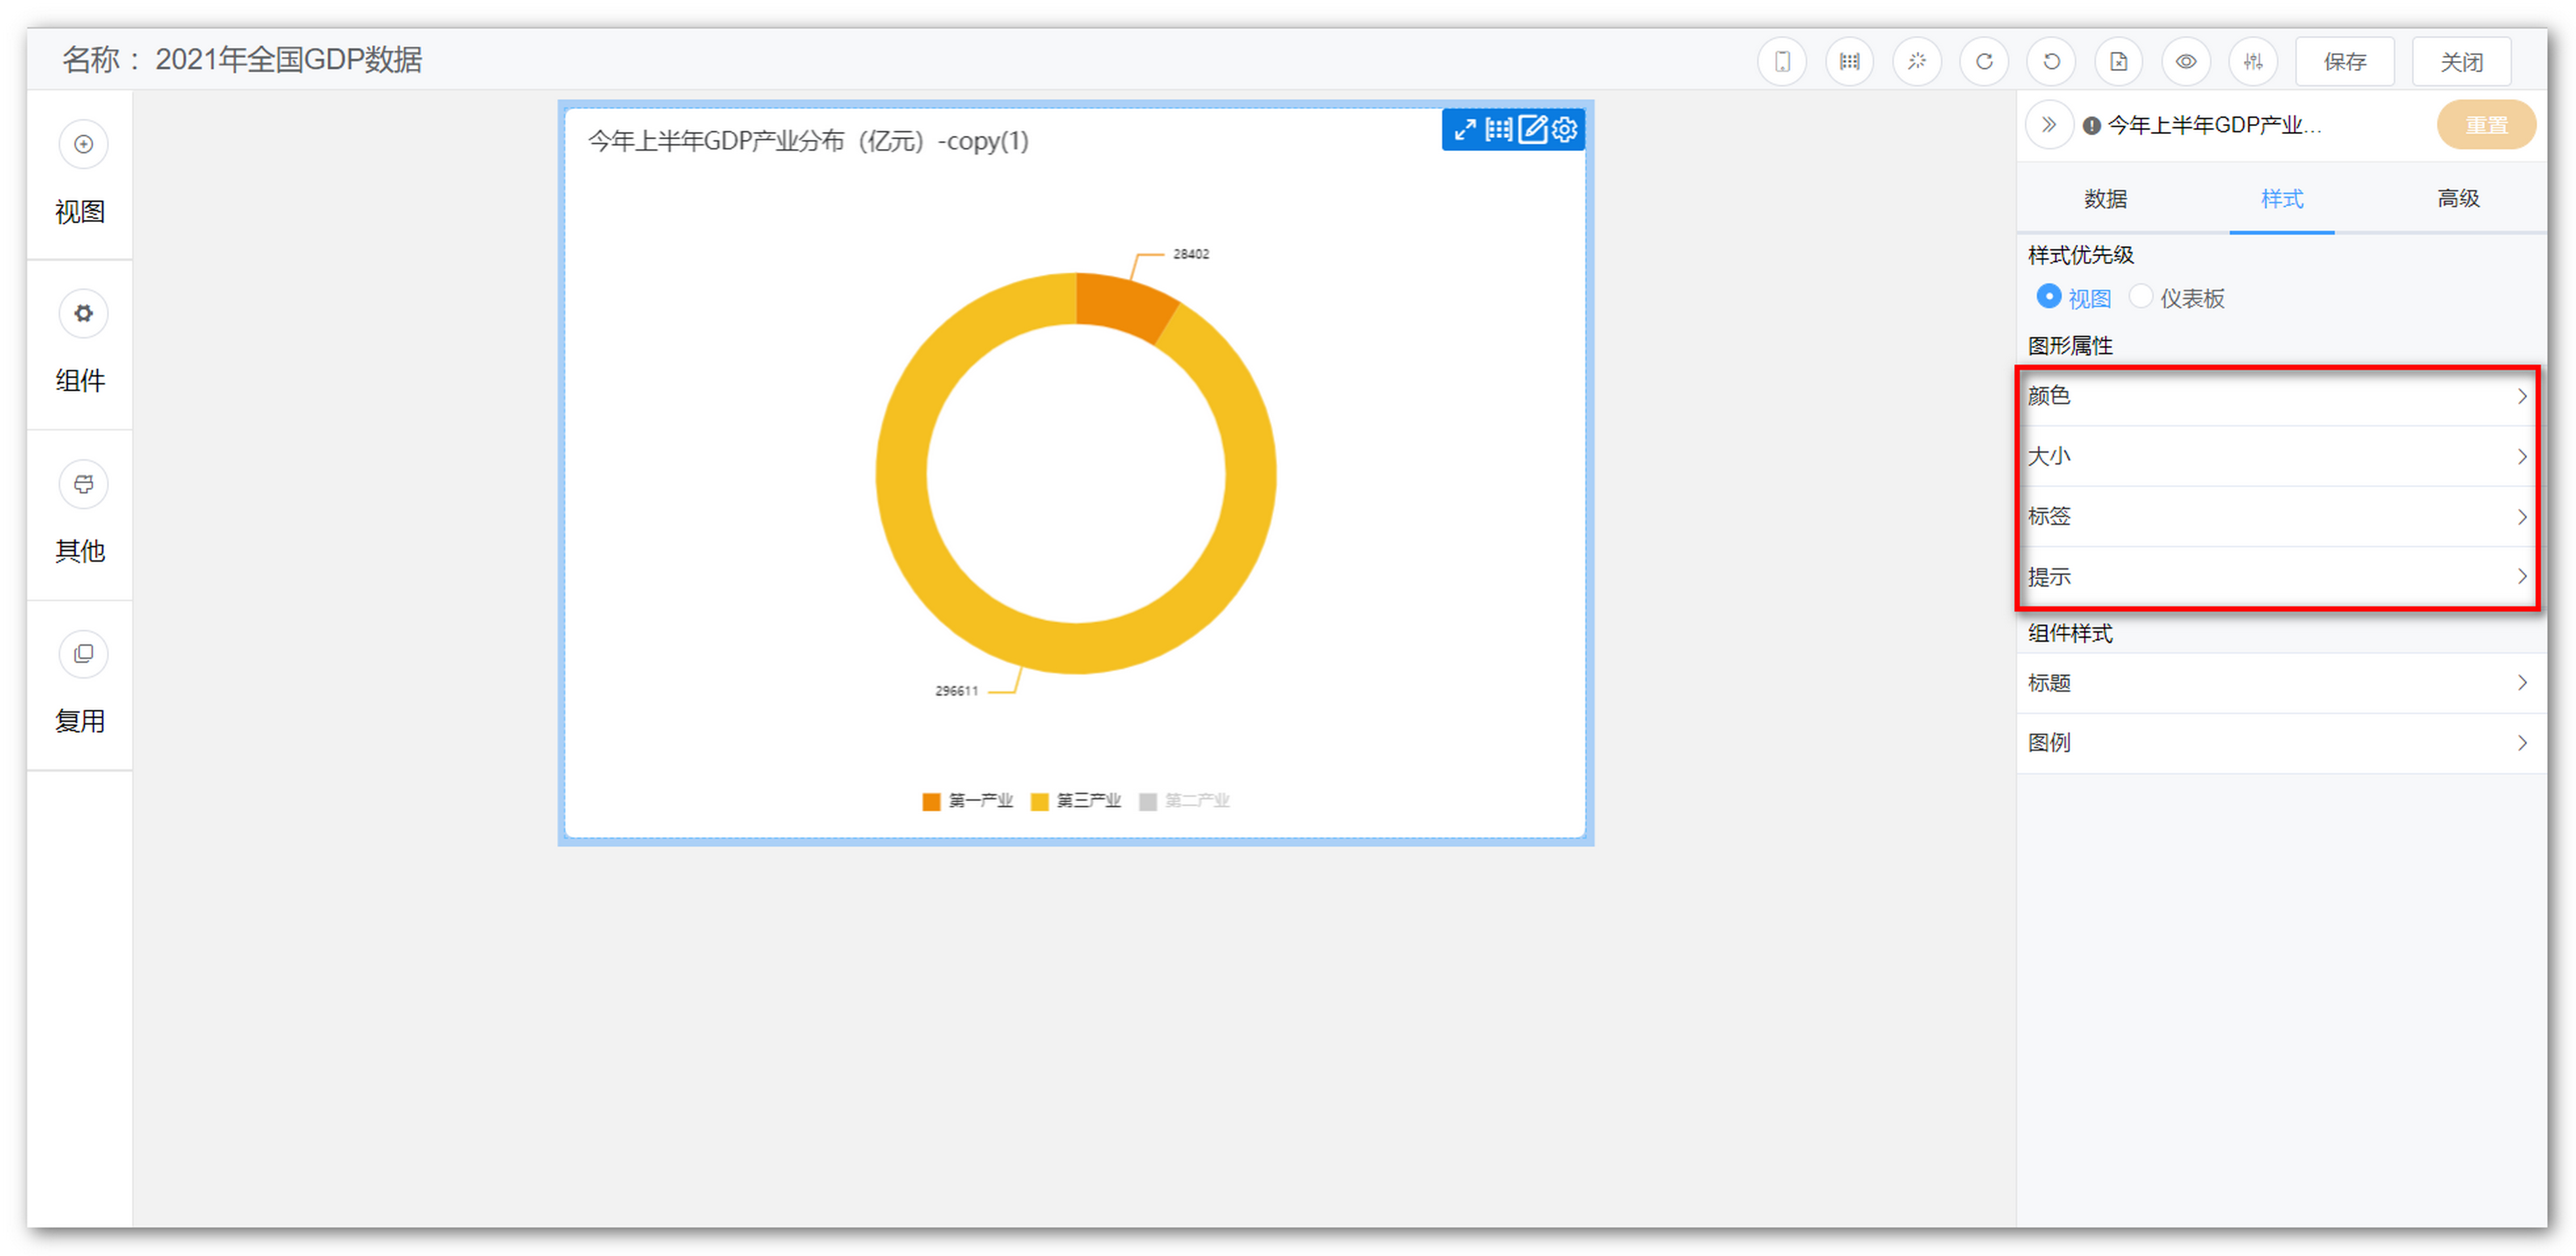 名称： 2021年全国GDP数据
保存
关闭
视图
组件
其他
复用
今年上半年GDP产业分布（亿元）-copy(1)
28402
296611
第一产业 第三产业 第二产业
今年上半年GDP产业...
重置
数据 样式 高级
样式优先级
视图 仪表板
图形属性
颜色
大小
标签
提示
组件样式
标题
图例